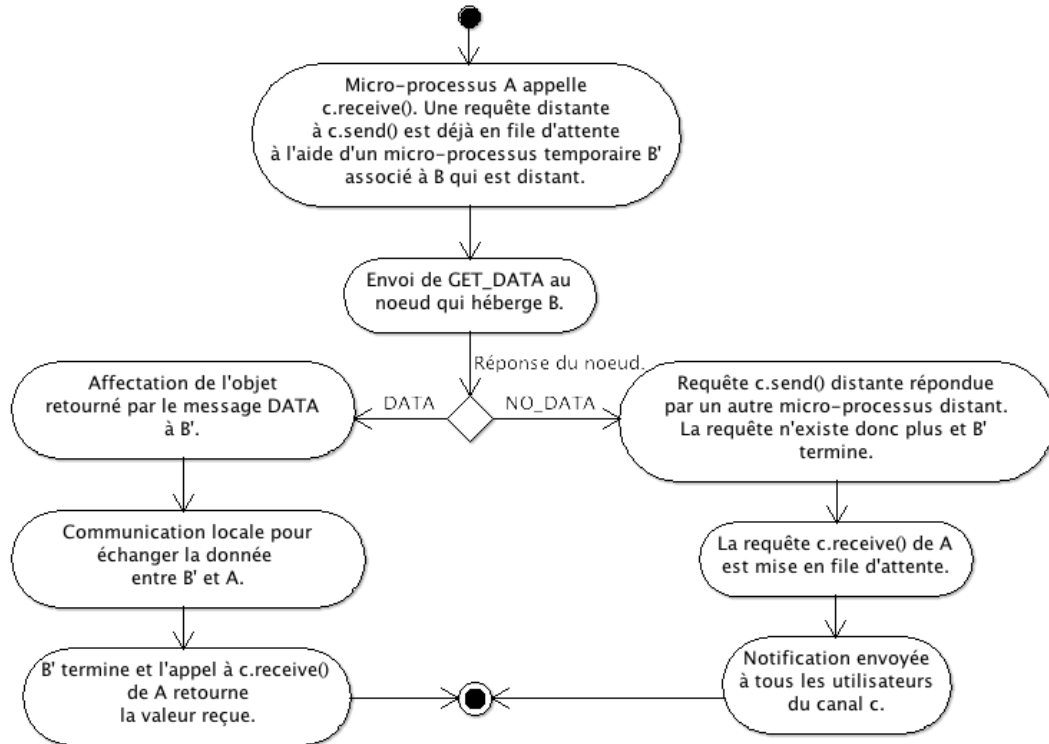 Micro-processus A appelle
c.receive(). Une requête distante
à c.send() est déjà en file d'attente
à l'aide d'un micro-processus temporaire B'
associé à B qui est distant.
Envoi de GET_DATA au
noeud qui héberge B.
Réponse du noeud.
DATA
NO_DATA
Affectation de l'objet
retourné par le message DATA
à B'.
Requête c.send() distante répondue
par un autre micro-processus distant.
La requête n'existe donc plus et B'
termine.
Communication locale pour
échanger la donnée
entre B' et A.
La requête c.receive() de A
est mise en file d'attente.
B' termine et l'appel à c.receive()
de A retourne
la valeur reçue.
Notification envoyée
à tous les utilisateurs
du canal c.